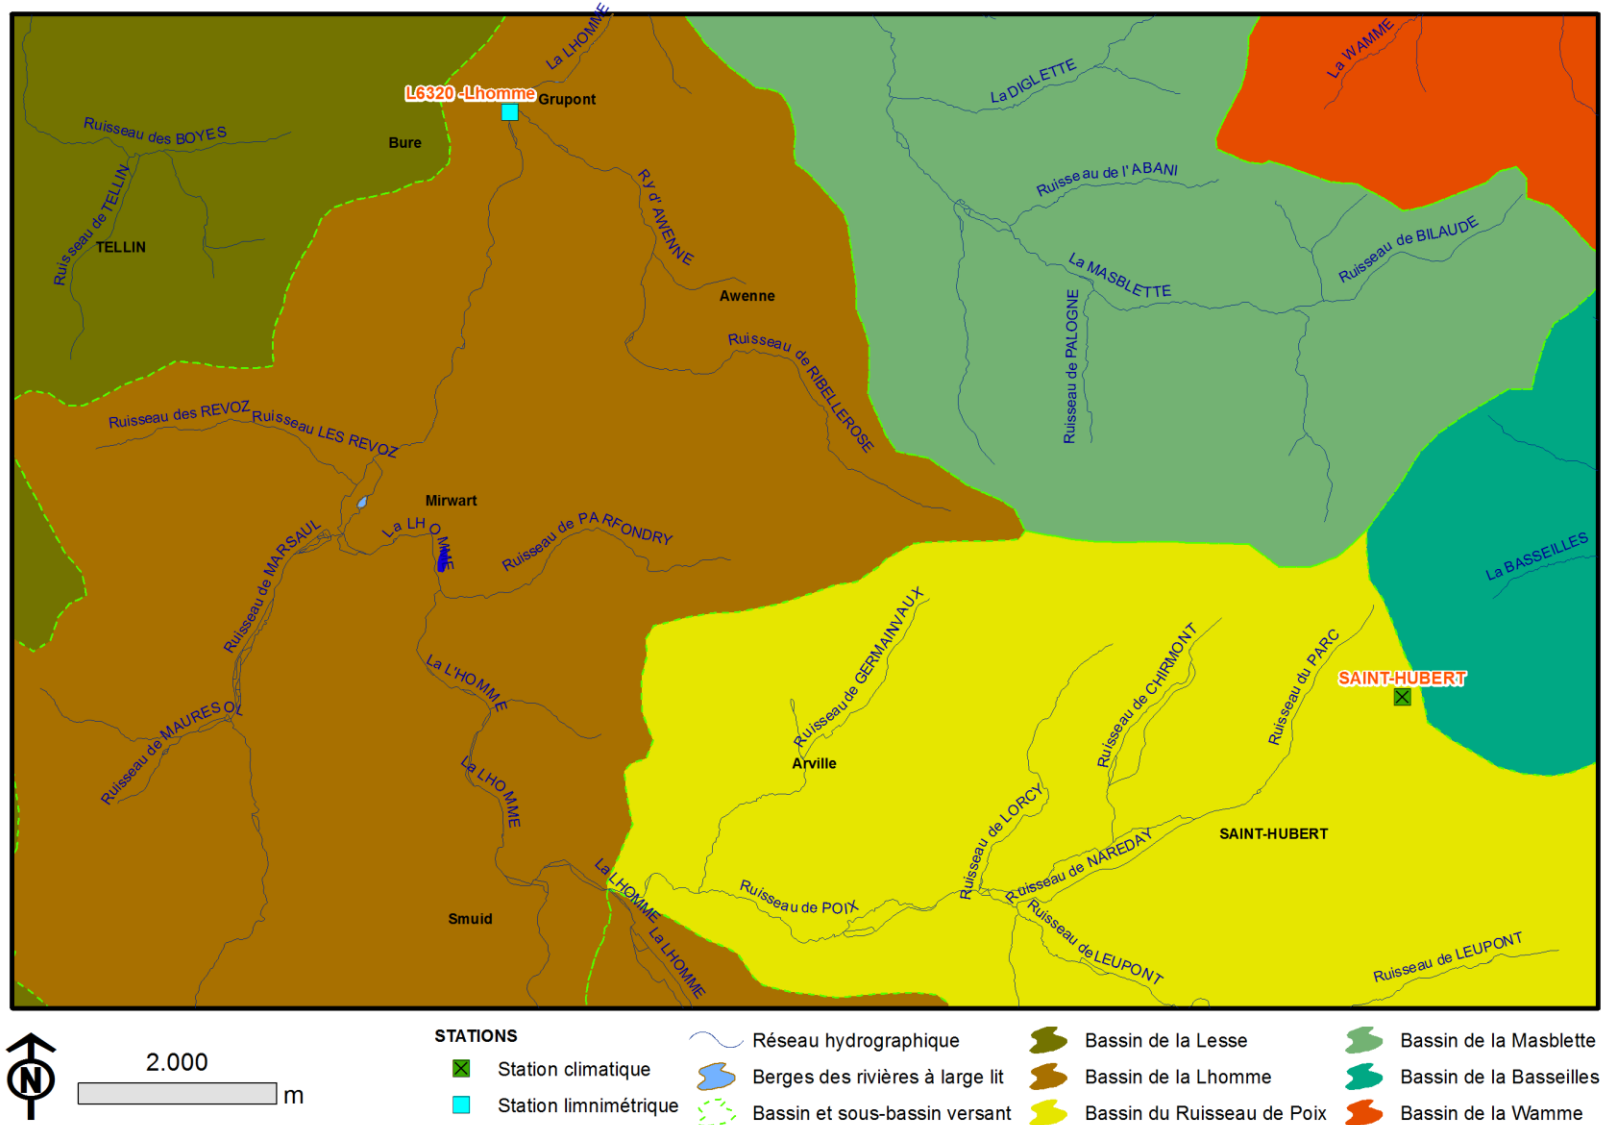 La LHOMME
La WAMME
La DIGLETTE
L6320 -Lhomme
Grupont
Ruisseau des BOYES
Bure
Ruisseau de TELLIN
TELLIN
Ry d' AWENNE
Ruisseau de l' ABANI
Ruisseau de BILAUDE
La MASBLETTE
Awenne
Ruisseau de PALOGNE
Ruisseau de RIBELLEROSE
Ruisseau des REVOZ
Ruisseau LES REVOZ
Mirwart
La LHOMME
Ruisseau de PARFONDRY
Ruisseau de MARSAUL
La BASSEILLES
Ruisseau de GERMAINVAUX
Ruisseau de CHIRMONT
Ruisseau du PARC
La L'HOMME
SAINT-HUBERT
Ruisseau de MAURESOL
Arville
La LHOMME
Ruisseau de LORCY
SAINT-HUBERT
Ruisseau de NAREDAY
La LHOMME
Ruisseau de POIX
Smuid
La LHOMME
Ruisseau de LEUPONT
Ruisseau de LEUPONT
N
2.000
m
STATIONS
Station climatique
Station limnimétrique
Réseau hydrographique
Berges des rivières à large lit
Bassin et sous-bassin versant
Bassin de la Lesse
Bassin de la Lhomme
Bassin du Ruisseau de Poix
Bassin de la Masblette
Bassin de la Basseilles
Bassin de la Wamme